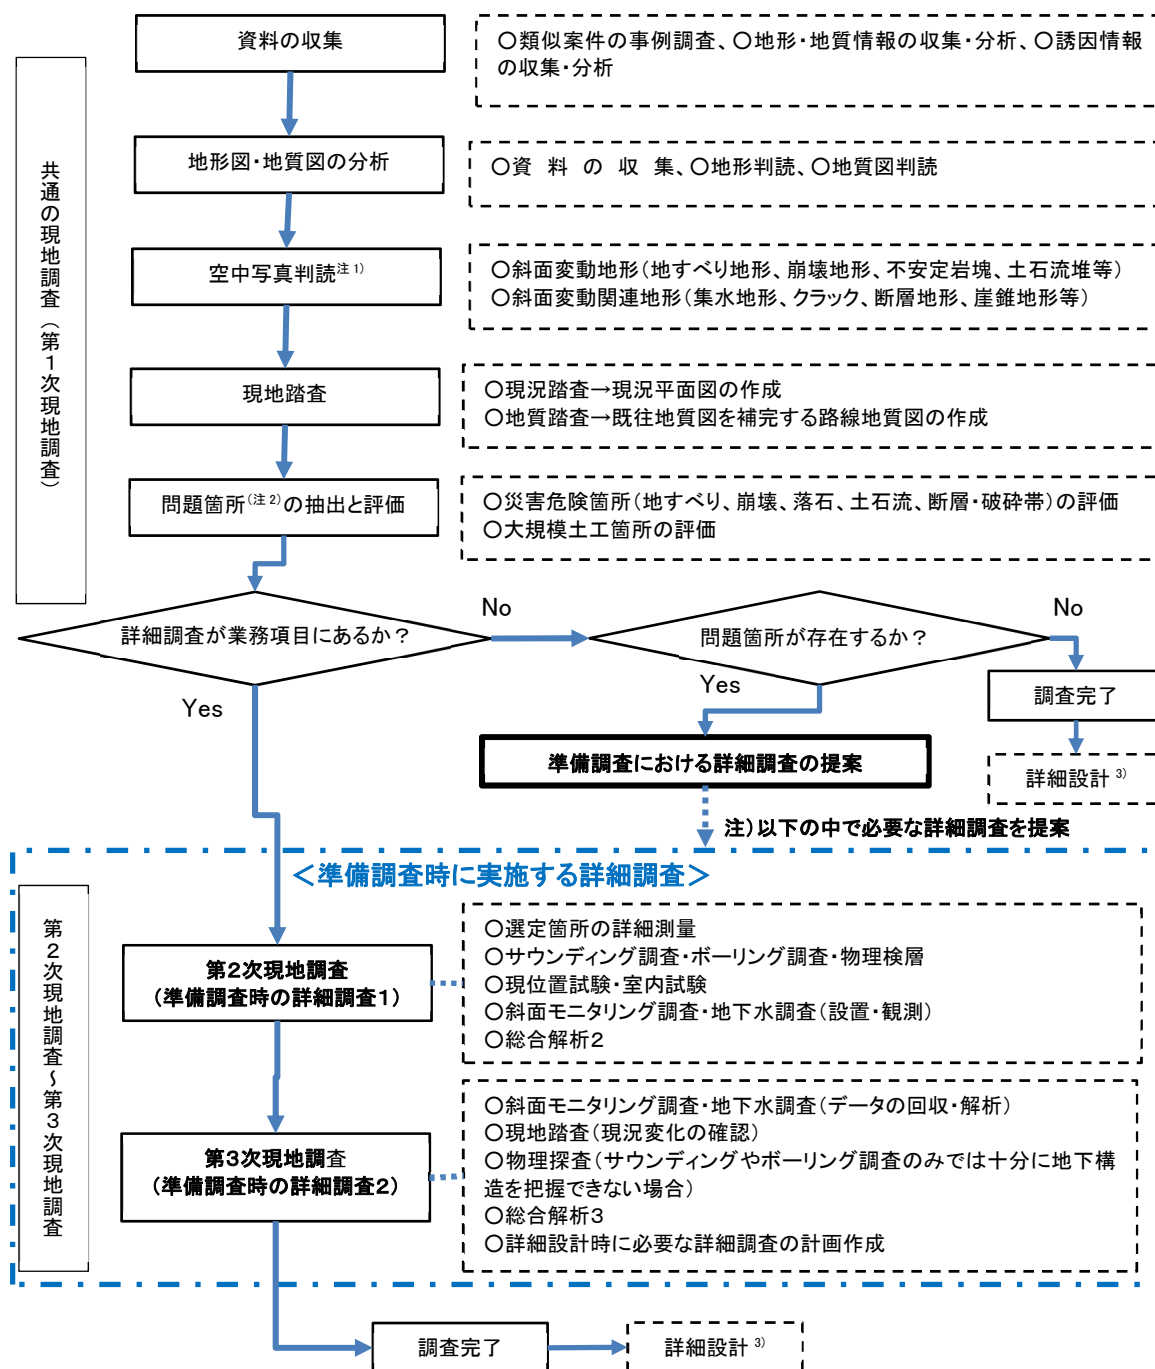 資料の収集
〇類似案件の事例調査、〇地形・地質情報の収集・分析、〇誘因情報
の収集・分析
共通の現地調査（第１次現地調査）
地形図・地質図の分析
〇資 料 の 収 集、〇地形判読、〇地質図判読
空中写真判読注1)
〇斜面変動地形（地すべり地形、崩壊地形、不安定岩塊、土石流堆等）
〇斜面変動関連地形（集水地形、クラック、断層地形、崖錐地形等）
現地踏査
〇現況踏査→現況平面図の作成
〇地質踏査→既往地質図を補完する路線地質図の作成
問題箇所(注2)の抽出と評価
〇災害危険箇所（地すべり、崩壊、落石、土石流、断層・破砕帯）の評価
〇大規模土工箇所の評価
詳細調査が業務項目にあるか？
No
問題箇所が存在するか？
No
Yes
Yes
調査完了
準備調査における詳細調査の提案
詳細設計3)
注）以下の中で必要な詳細調査を提案
＜準備調査時に実施する詳細調査＞
第２次現地調査～第３次現地調査
第２次現地調査
（準備調査時の詳細調査１）
〇選定箇所の詳細測量
〇サウンディング調査・ボーリング調査・物理検層
〇現位置試験・室内試験
〇斜面モニタリング調査・地下水調査（設置・観測）
〇総合解析２
第３次現地調査
（準備調査時の詳細調査２）
〇斜面モニタリング調査・地下水調査（データの回収・解析）
〇現地踏査（現況変化の確認）
〇物理探査（サウンディングやボーリング調査のみでは十分に地下構
造を把握できない場合）
〇総合解析３
〇詳細設計時に必要な詳細調査の計画作成
調査完了
詳細設計3)